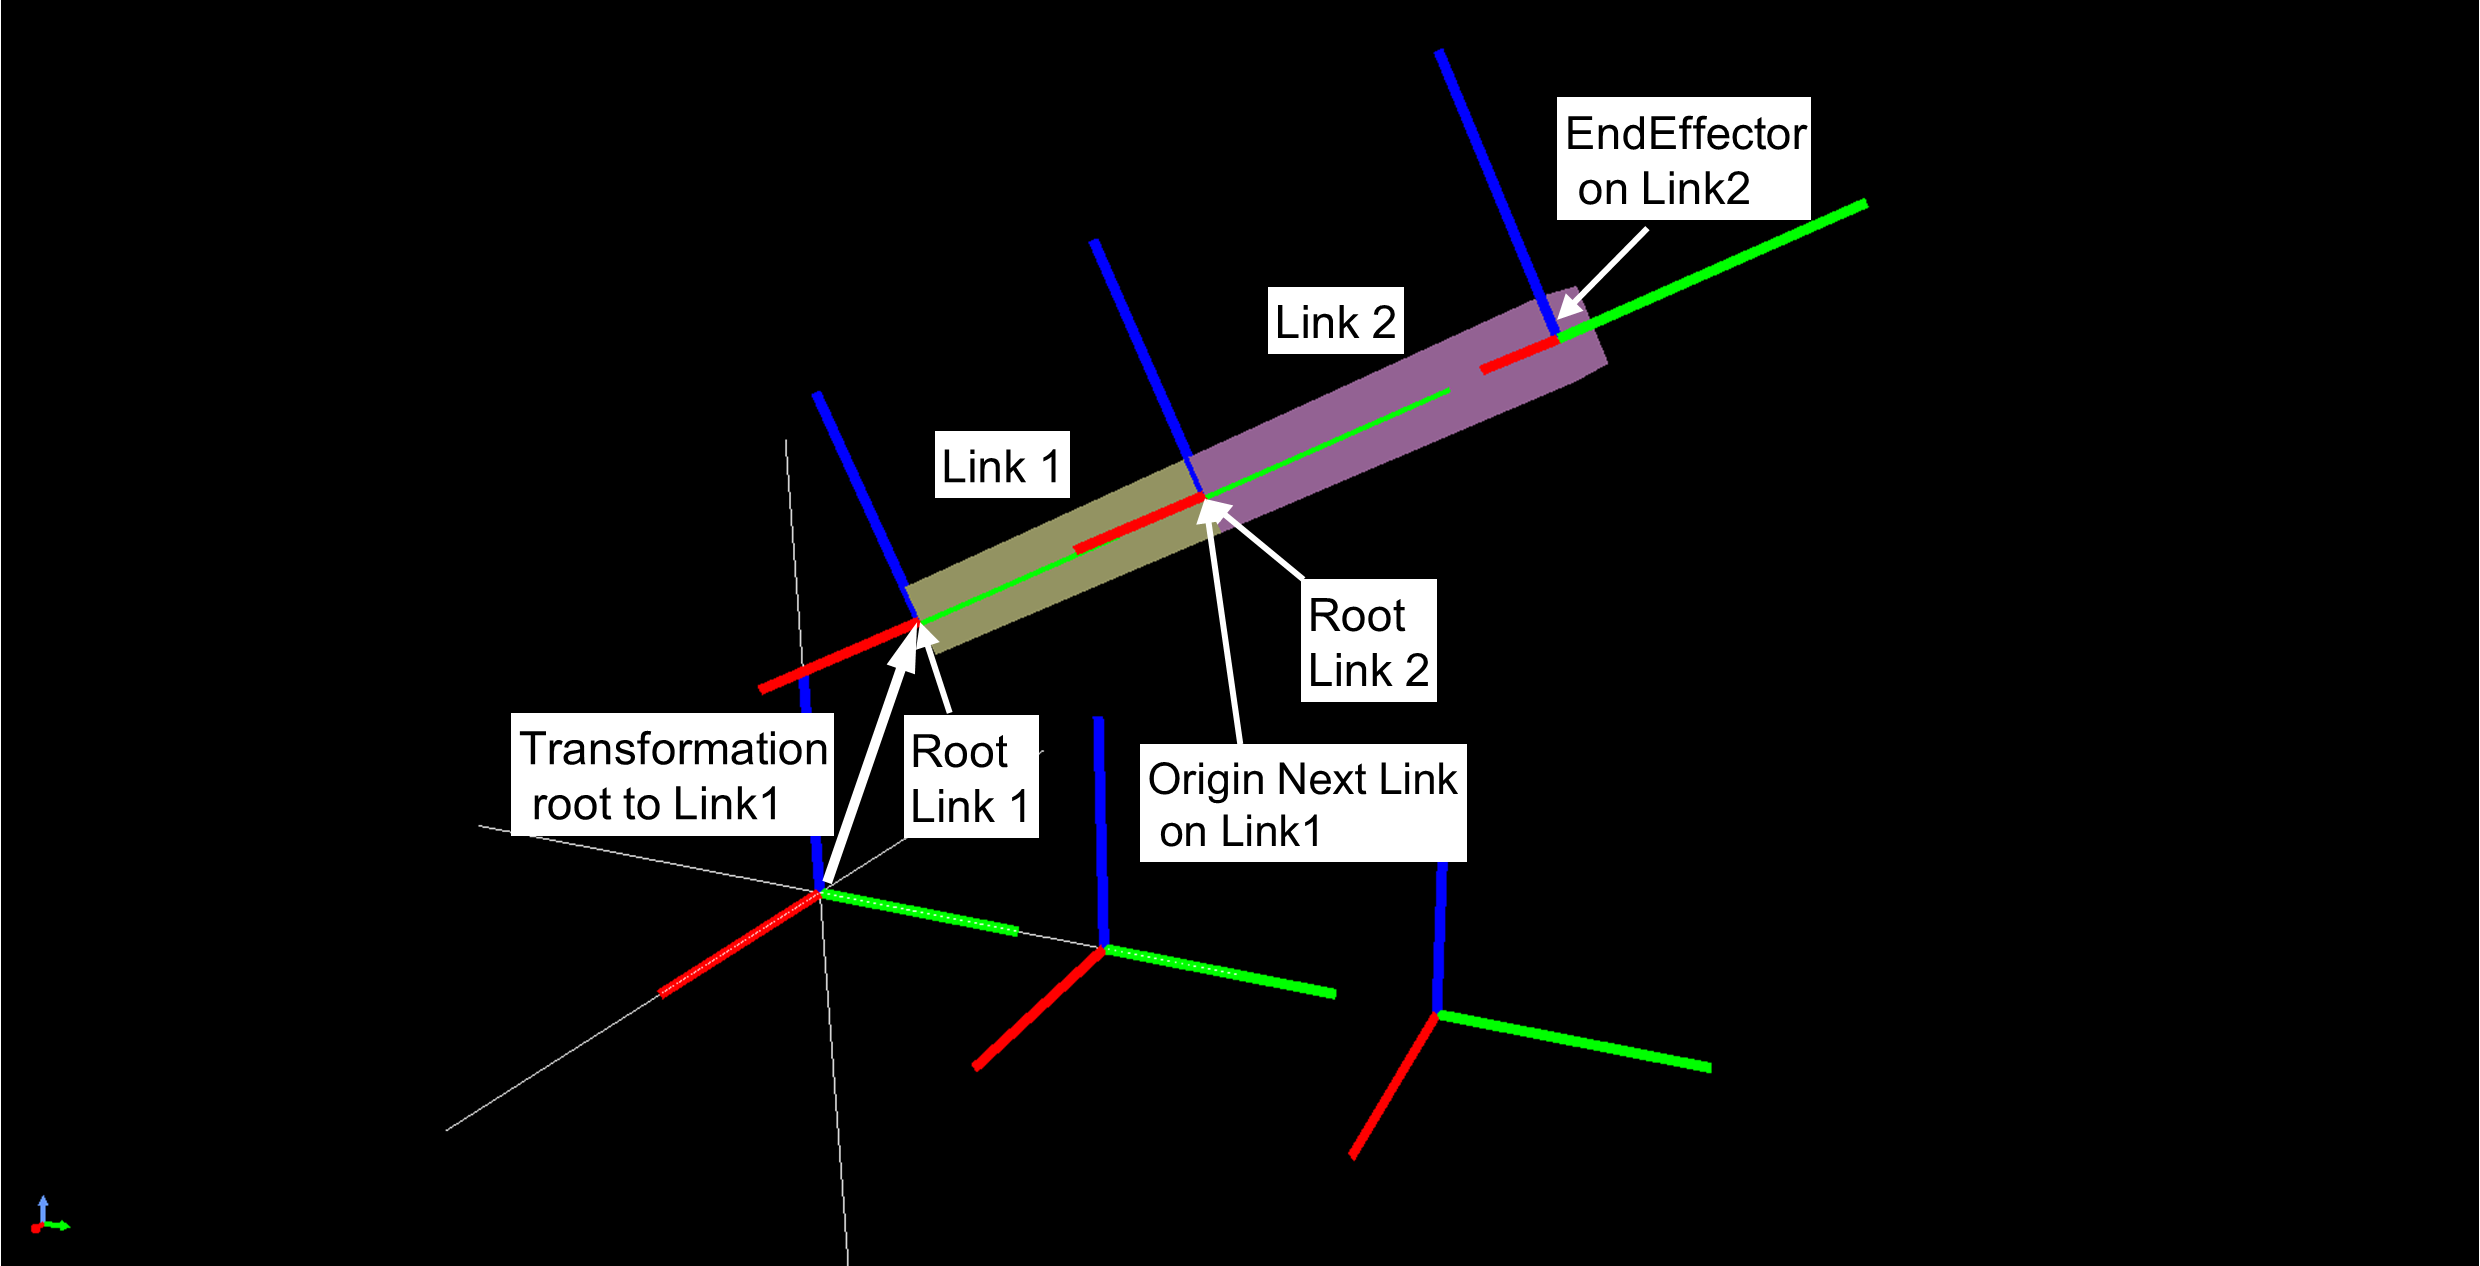 EndEffector
on Link2
Link 2
Link 1
Root
Link 2
Transformation
root to Link1
Root
Link 1
Origin Next Link
on Link1